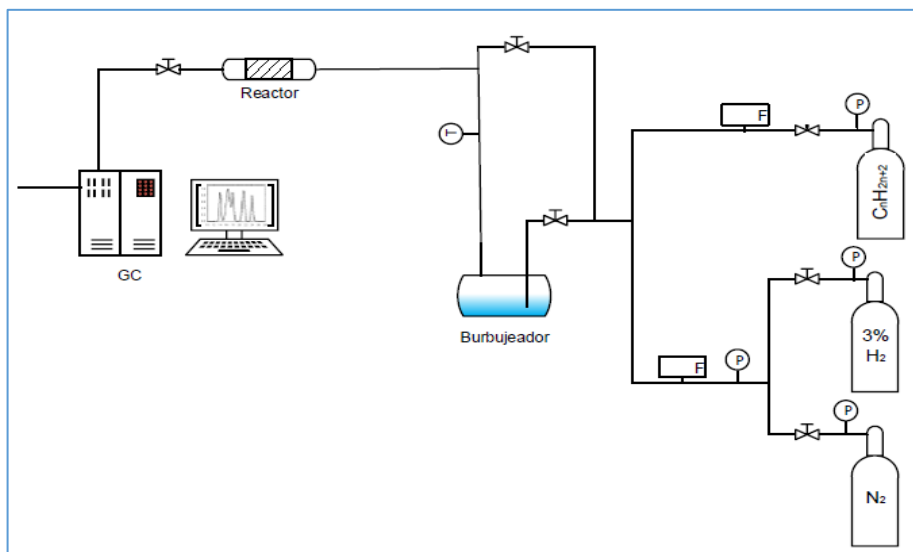 Reactor
T
F
P
CnH2n+2
GC
Burbujeador
P
3%
H2
F
P
P
N2